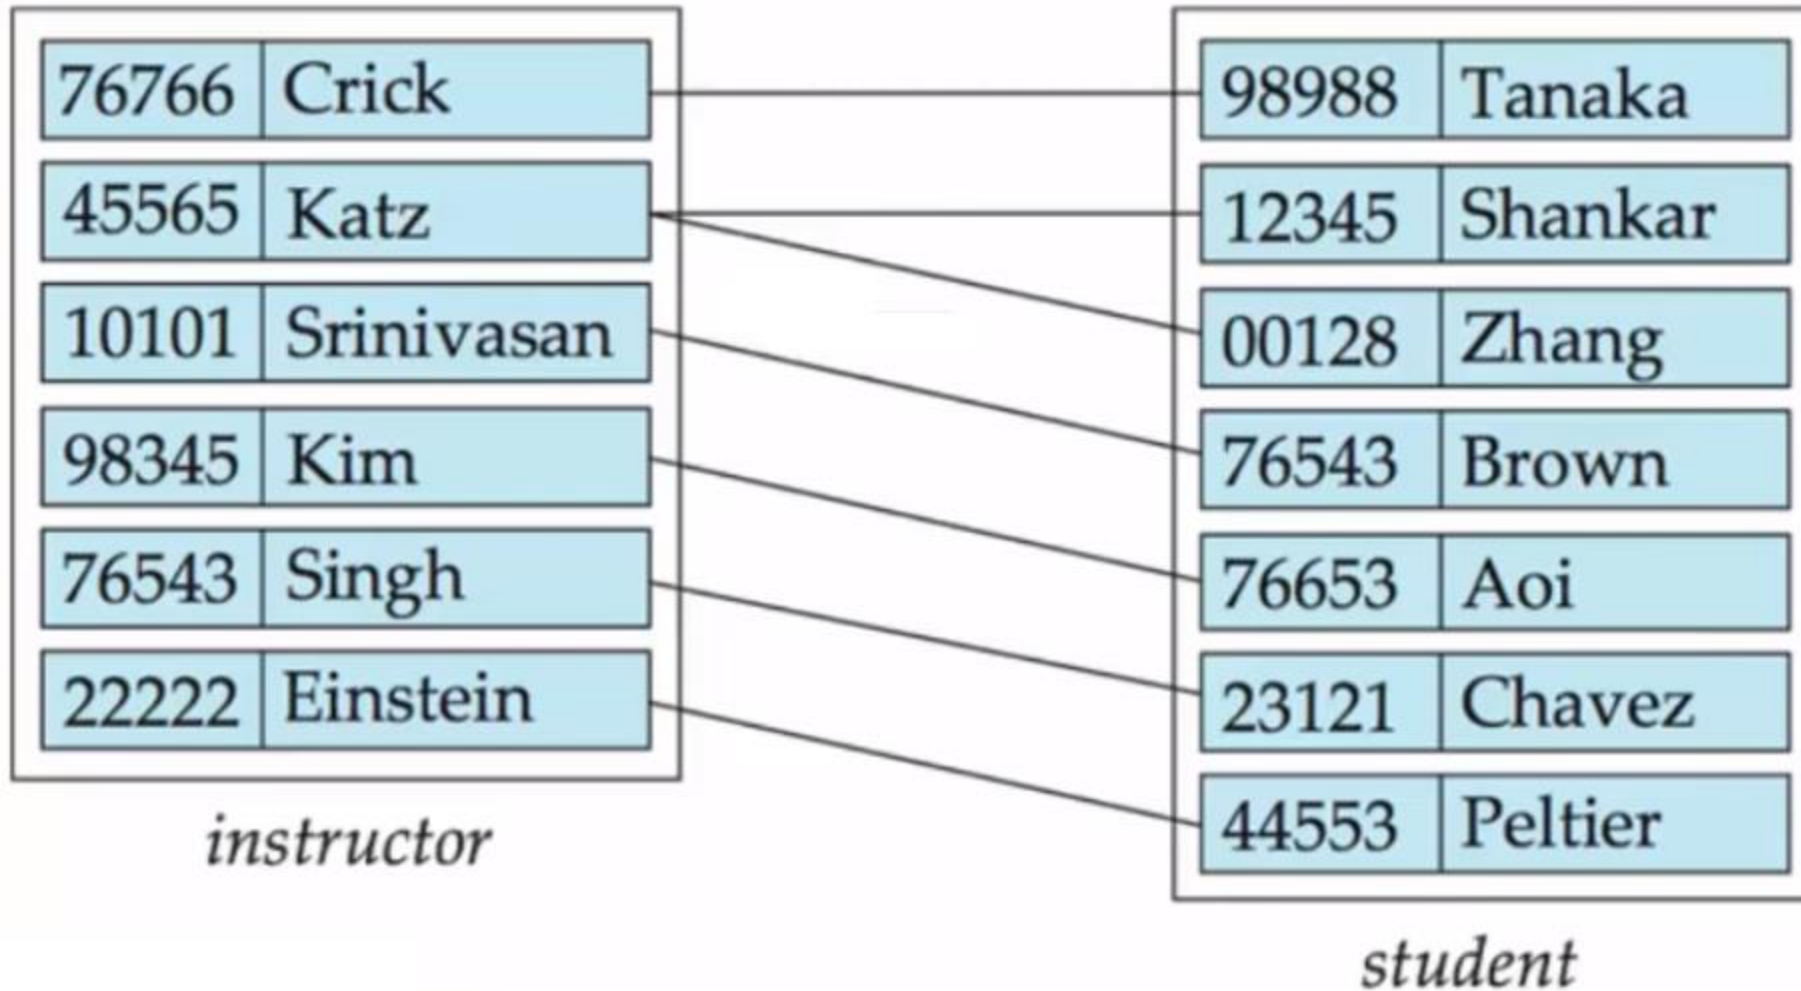 76766 Crick
45565 Katz
10101 Srinivasan
98345 Kim
76543 Singh
22222 Einstein
instructor
98988 Tanaka
12345 Shankar
00128 Zhang
76543 Brown
76653 Aoi
23121 Chavez
44553 Peltier
student